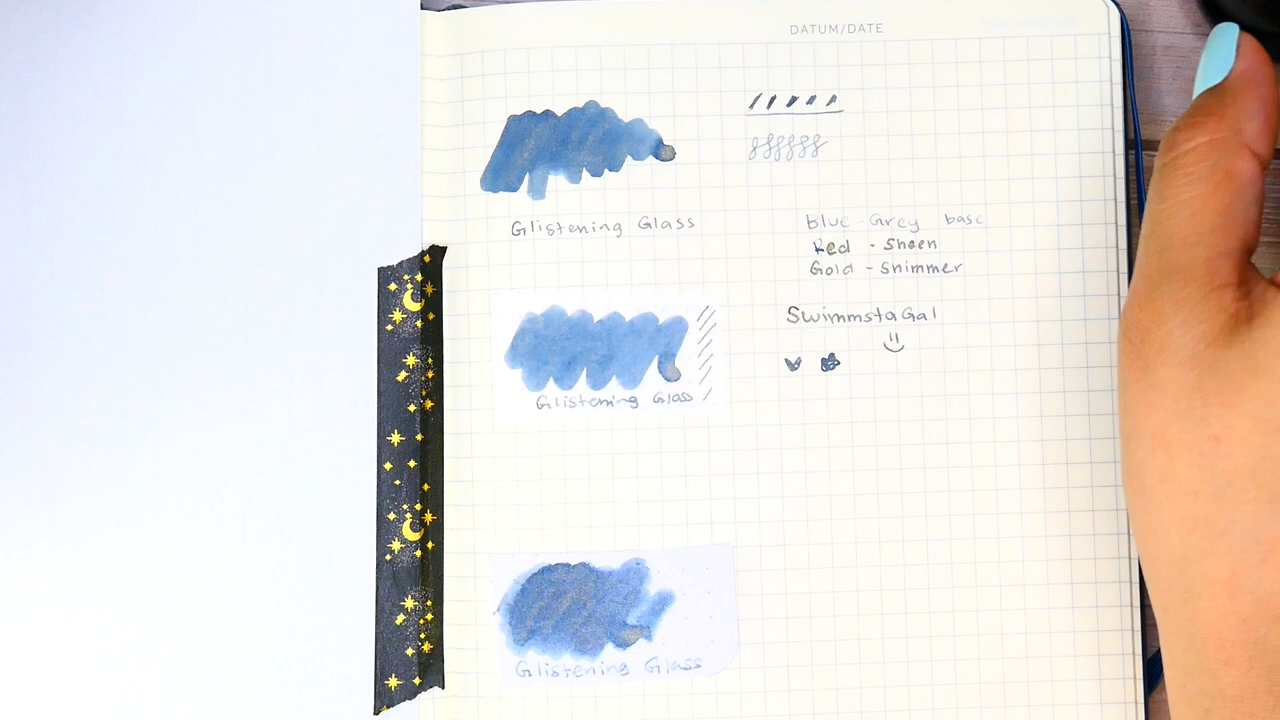 DATUM/DATE
Glistening Glass
Blue Grey base
Red - Sheen
Gold - Shimmer
SwimmstaGal
Glistening Glass
Glistening Glass